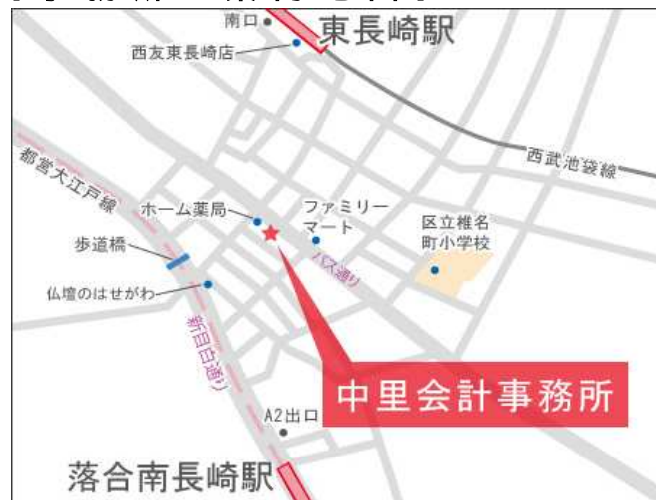 南口
東長崎駅
西友東長崎店
西武池袋線
都営大江戸線
ホーム薬局
ファミリー
マート
区立椎名
町小学校
歩道橋
バス通り
仏壇のはせがわ
新目白通り
中里会計事務所
A2出口
落合南長崎駅